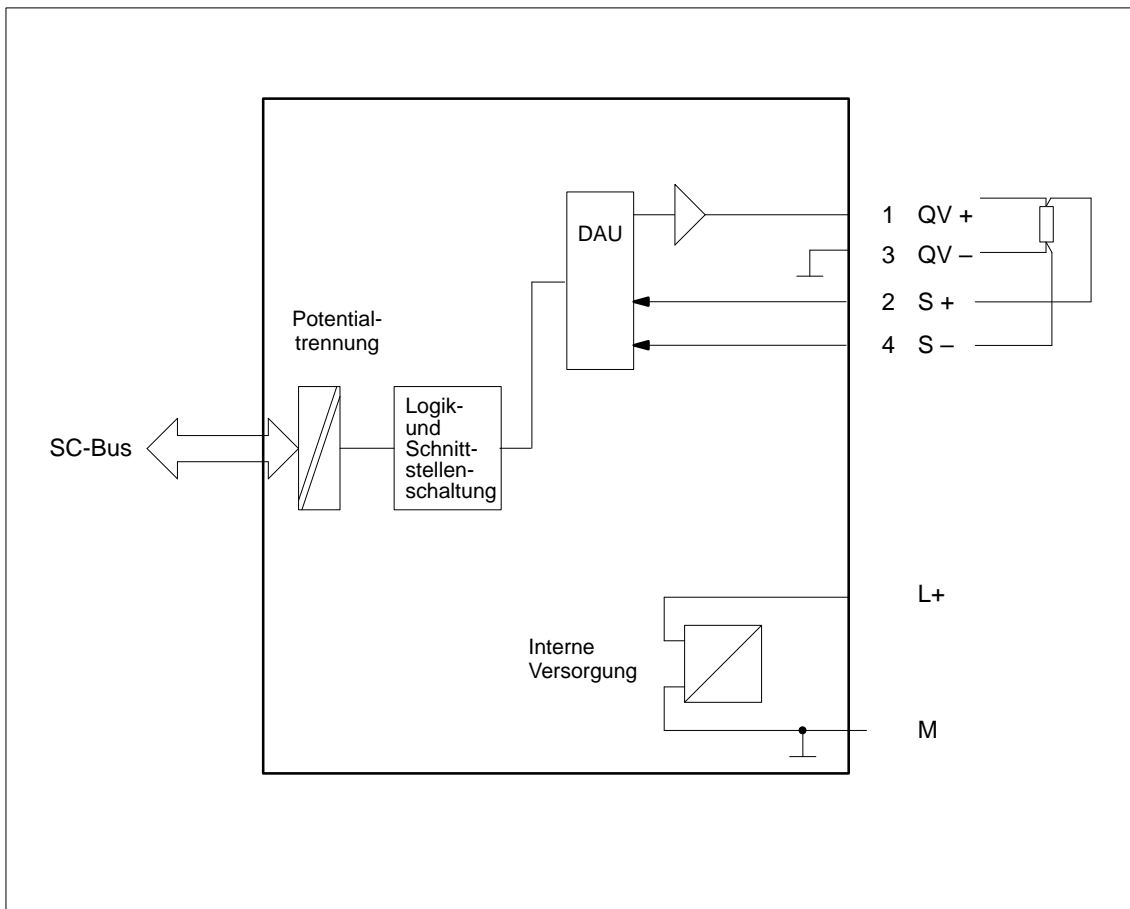 DAU
1 QV +
3 QV –
2 S +
4 S –
Potential-
trennung
Logik-
und
Schnitt-
stellen-
schaltung
SC-Bus
L+
Interne
Versorgung
M